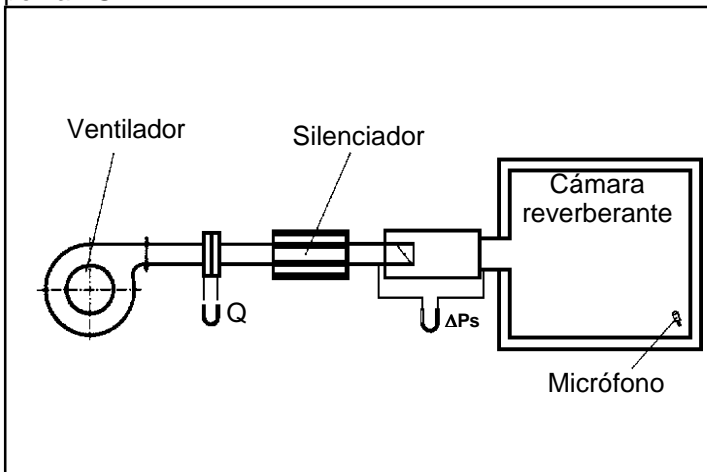 Ventilador
Silenciador
Cámara
reverberante
Q
ΔPs
Micrófono